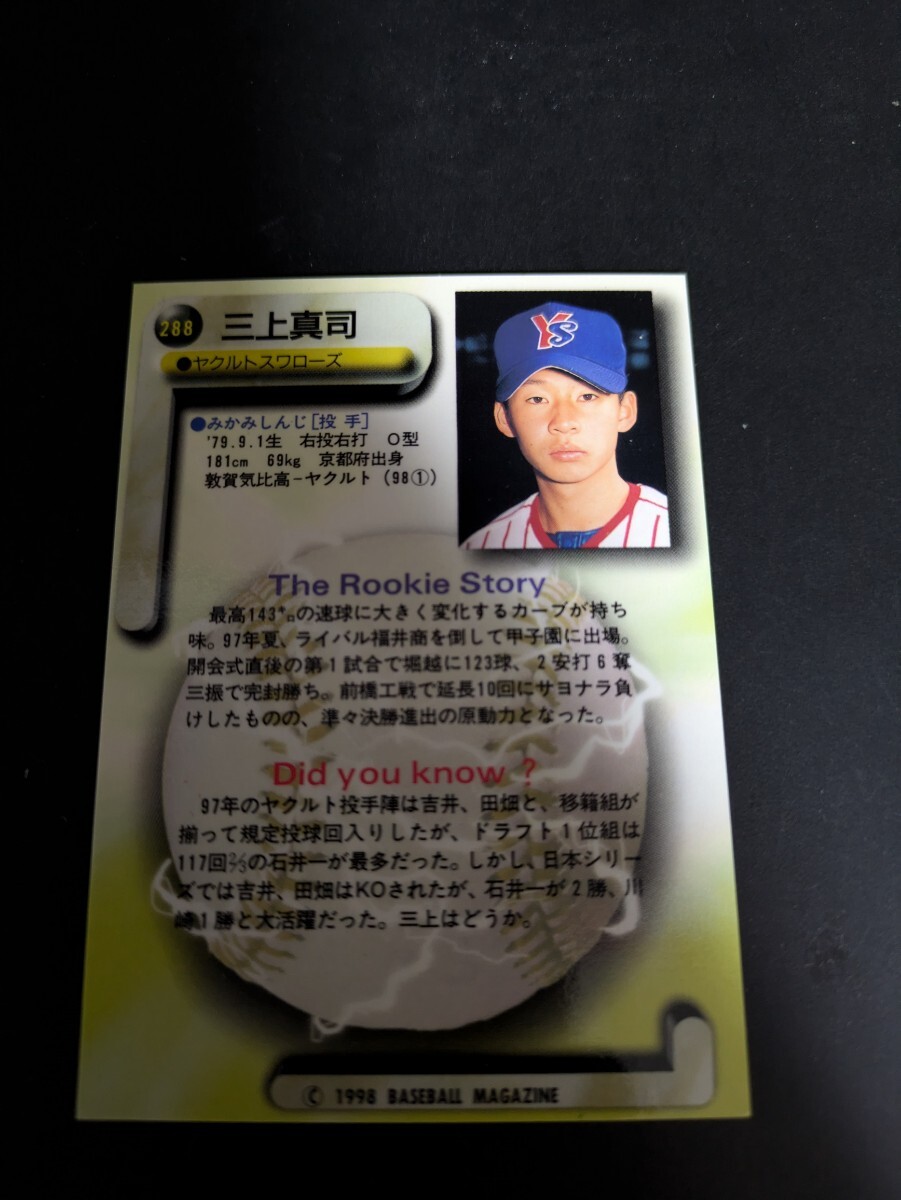 288 三上真司
●ヤクルトスワローズ
YS
●みかみしんじ[投 手]
'79.9.1生 右投右打 O型
181cm 69kg 京都府出身
敦賀気比高−ヤクルト (98①)
The Rookie Story
最高143㌔の速球に大きく変化するカーブが持ち
味。97年夏、ライバル福井商を倒して甲子園に出場。
開会式直後の第1試合で堀越に123球、2安打6奪
三振で完封勝ち。前橋工戦で延長10回にサヨナラ負
けしたものの、準々決勝進出の原動力となった。
Did you know ?
97年のヤクルト投手陣は吉井、田畑と、移籍組が
揃って規定投球回入りしたが、ドラフト1位組は
117回⅔の石井一が最多だった。しかし、日本シリー
ズでは吉井、田畑はKOされたが、石井一が2勝、川
崎1勝と大活躍だった。三上はどうか。
© 1998 BASEBALL MAGAZINE